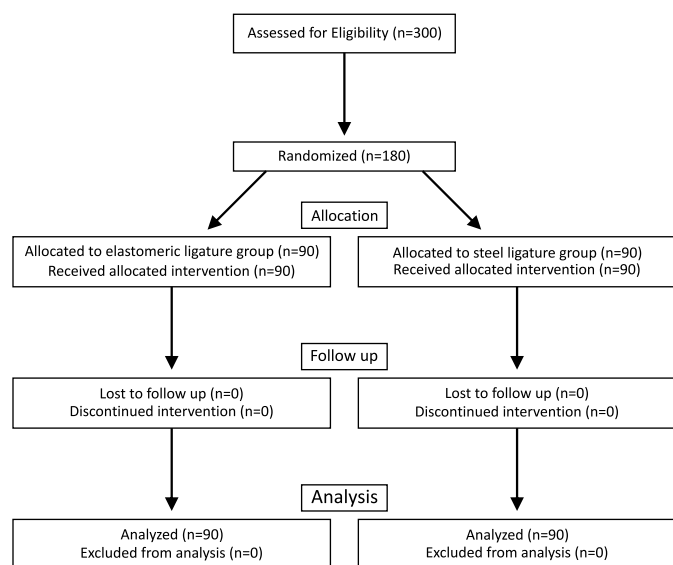 Assessed for Eligibility (n=300)
Randomized (n=180)
Allocation
Allocated to elastomeric ligature group (n=90)
Received allocated intervention (n=90)
Allocated to steel ligature group (n=90)
Received allocated intervention (n=90)
Follow up
Lost to follow up (n=0)
Discontinued intervention (n=0)
Lost to follow up (n=0)
Discontinued intervention (n=0)
Analysis
Analyzed (n=90)
Excluded from analysis (n=0)
Analyzed (n=90)
Excluded from analysis (n=0)